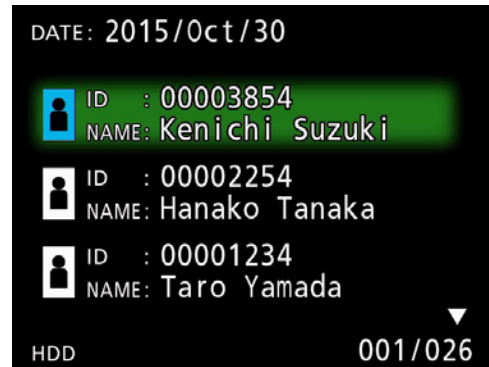 DATE: 2015/Oct/30
ID : 00003854
NAME: Kenichi Suzuki
ID : 00002254
NAME: Hanako Tanaka
ID : 00001234
NAME: Taro Yamada
HDD 001/026